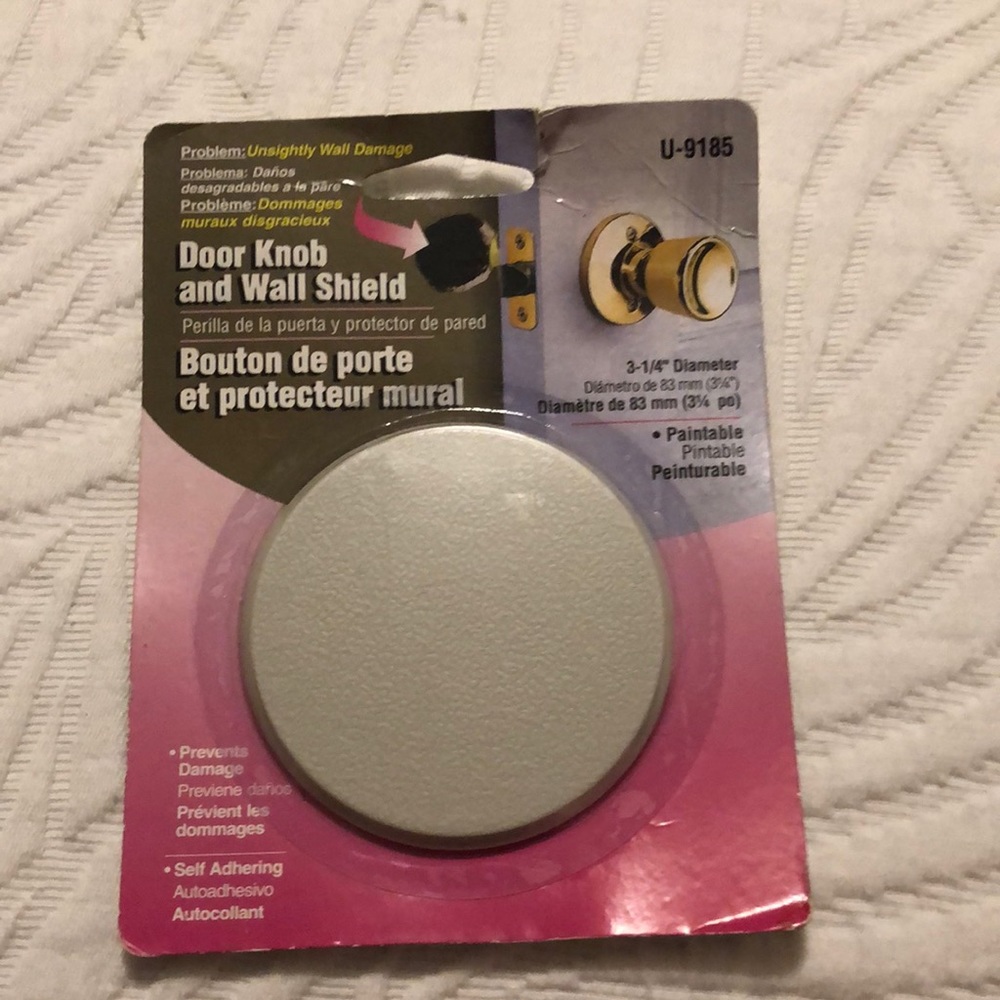 Problem: Unsightly Wall Damage
Problema: Daños
desagradables a la pare
Problème: Dommages
muraux disgracieux
Door Knob
and Wall Shield
Perilla de la puerta y protector de pared
Bouton de porte
et protecteur mural
U-9185
3-1/4" Diameter
Diámetro de 83 mm (3¼")
Diamètre de 83 mm (3¼ po)
• Paintable
Pintable
Peinturable
• Prevents
Damage
Previene daños
Prévient les
dommages
• Self Adhering
Autoadhesivo
Autocollant